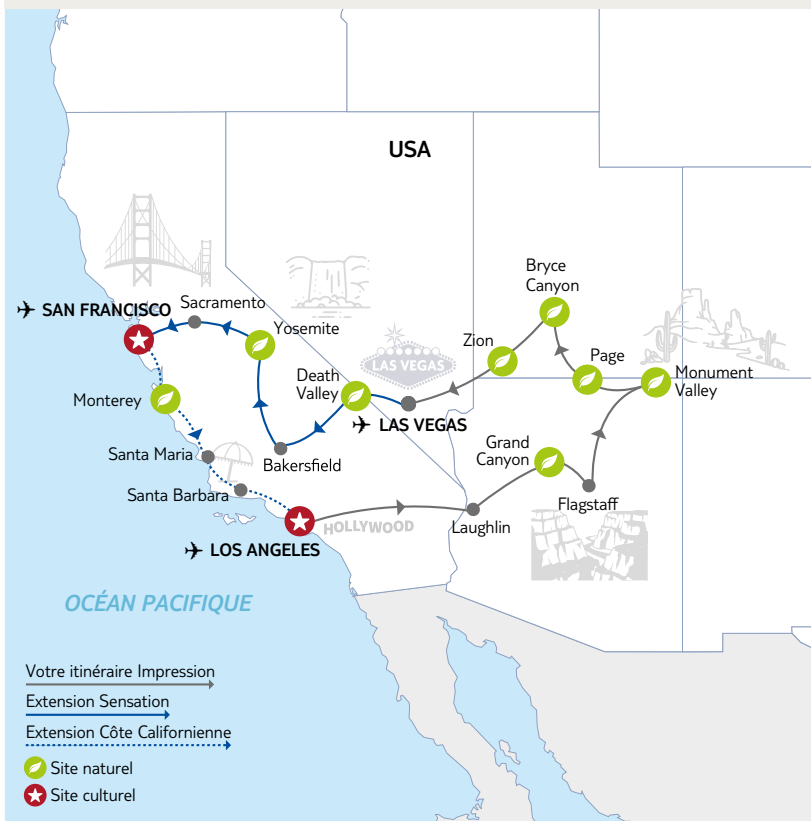 USA
Bryce
Canyon
Sacramento
SAN FRANCISCO
Yosemite
Zion
Page
LAS VEGAS
Death
Valley
Monument
Valley
Monterey
LAS VEGAS
Grand
Canyon
Santa Maria
Bakersfield
Santa Barbara
Flagstaff
HOLLYWOOD
Laughlin
LOS ANGELES
OCÉAN PACIFIQUE
Votre itinéraire Impression
Extension Sensation
Extension Côte Californienne
Site naturel
Site culturel